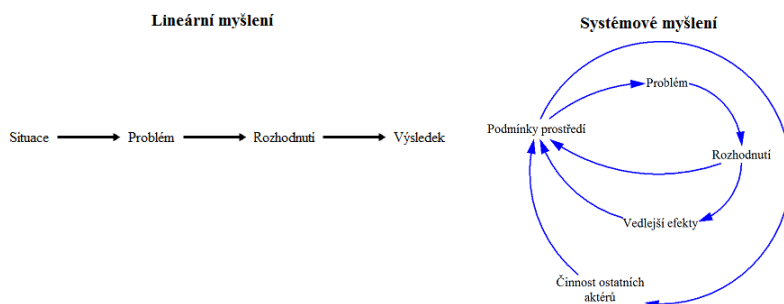 Lineární myšlení
Situace
Problém
Rozhodnutí
Výsledek
Systémové myšlení
Problém
Podmínky prostředí
Rozhodnutí
Vedlejší efekty
Činnost ostatních
aktérů